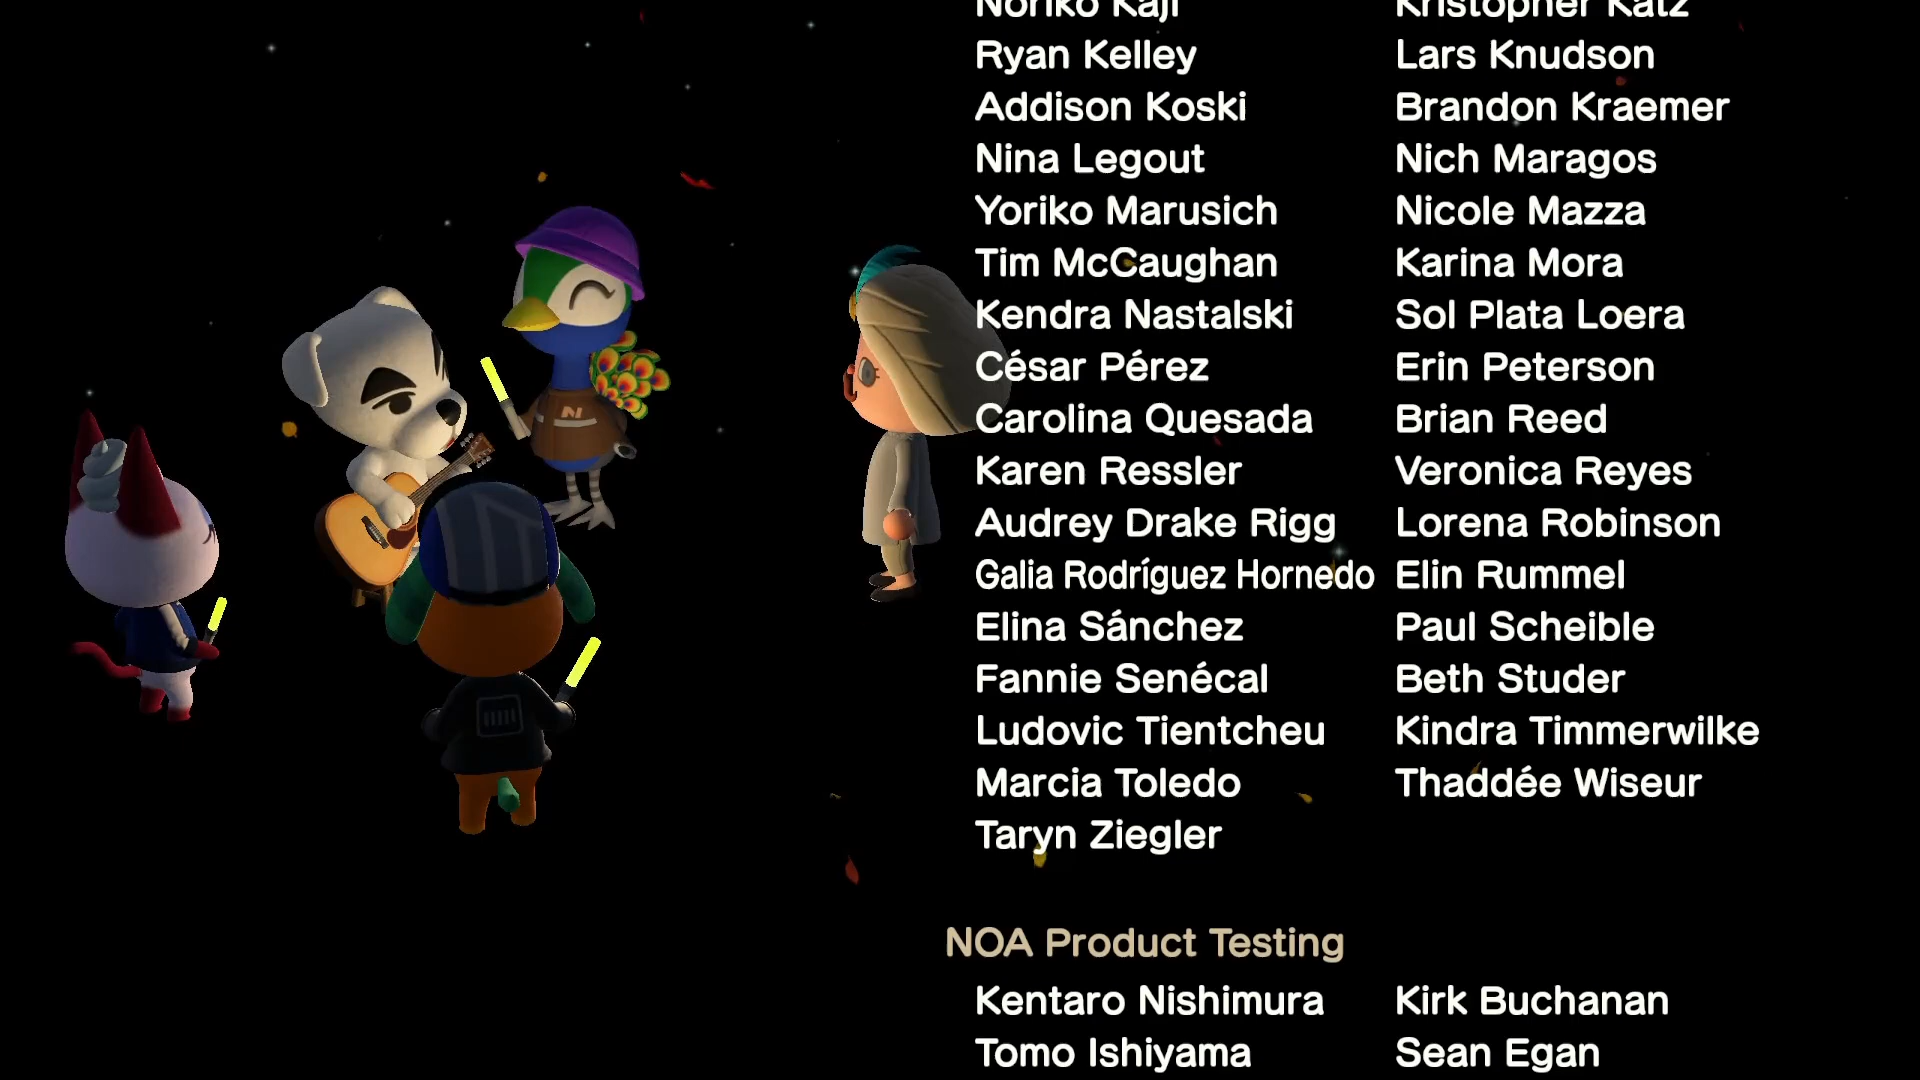 Noriko Kaji Kristopher Katz
Ryan Kelley Lars Knudson
Addison Koski Brandon Kraemer
Nina Legout Nich Maragos
Yoriko Marusich Nicole Mazza
Tim McCaughan Karina Mora
Kendra Nastalski Sol Plata Loera
César Pérez Erin Peterson
Carolina Quesada Brian Reed
Karen Ressler Veronica Reyes
Audrey Drake Rigg Lorena Robinson
Galia Rodríguez Hornedo Elin Rummel
Elina Sánchez Paul Scheible
Fannie Senécal Beth Studer
Ludovic Tientcheu Kindra Timmerwilke
Marcia Toledo Thaddée Wiseur
Taryn Ziegler
NOA Product Testing
Kentaro Nishimura Kirk Buchanan
Tomo Ishiyama Sean Egan